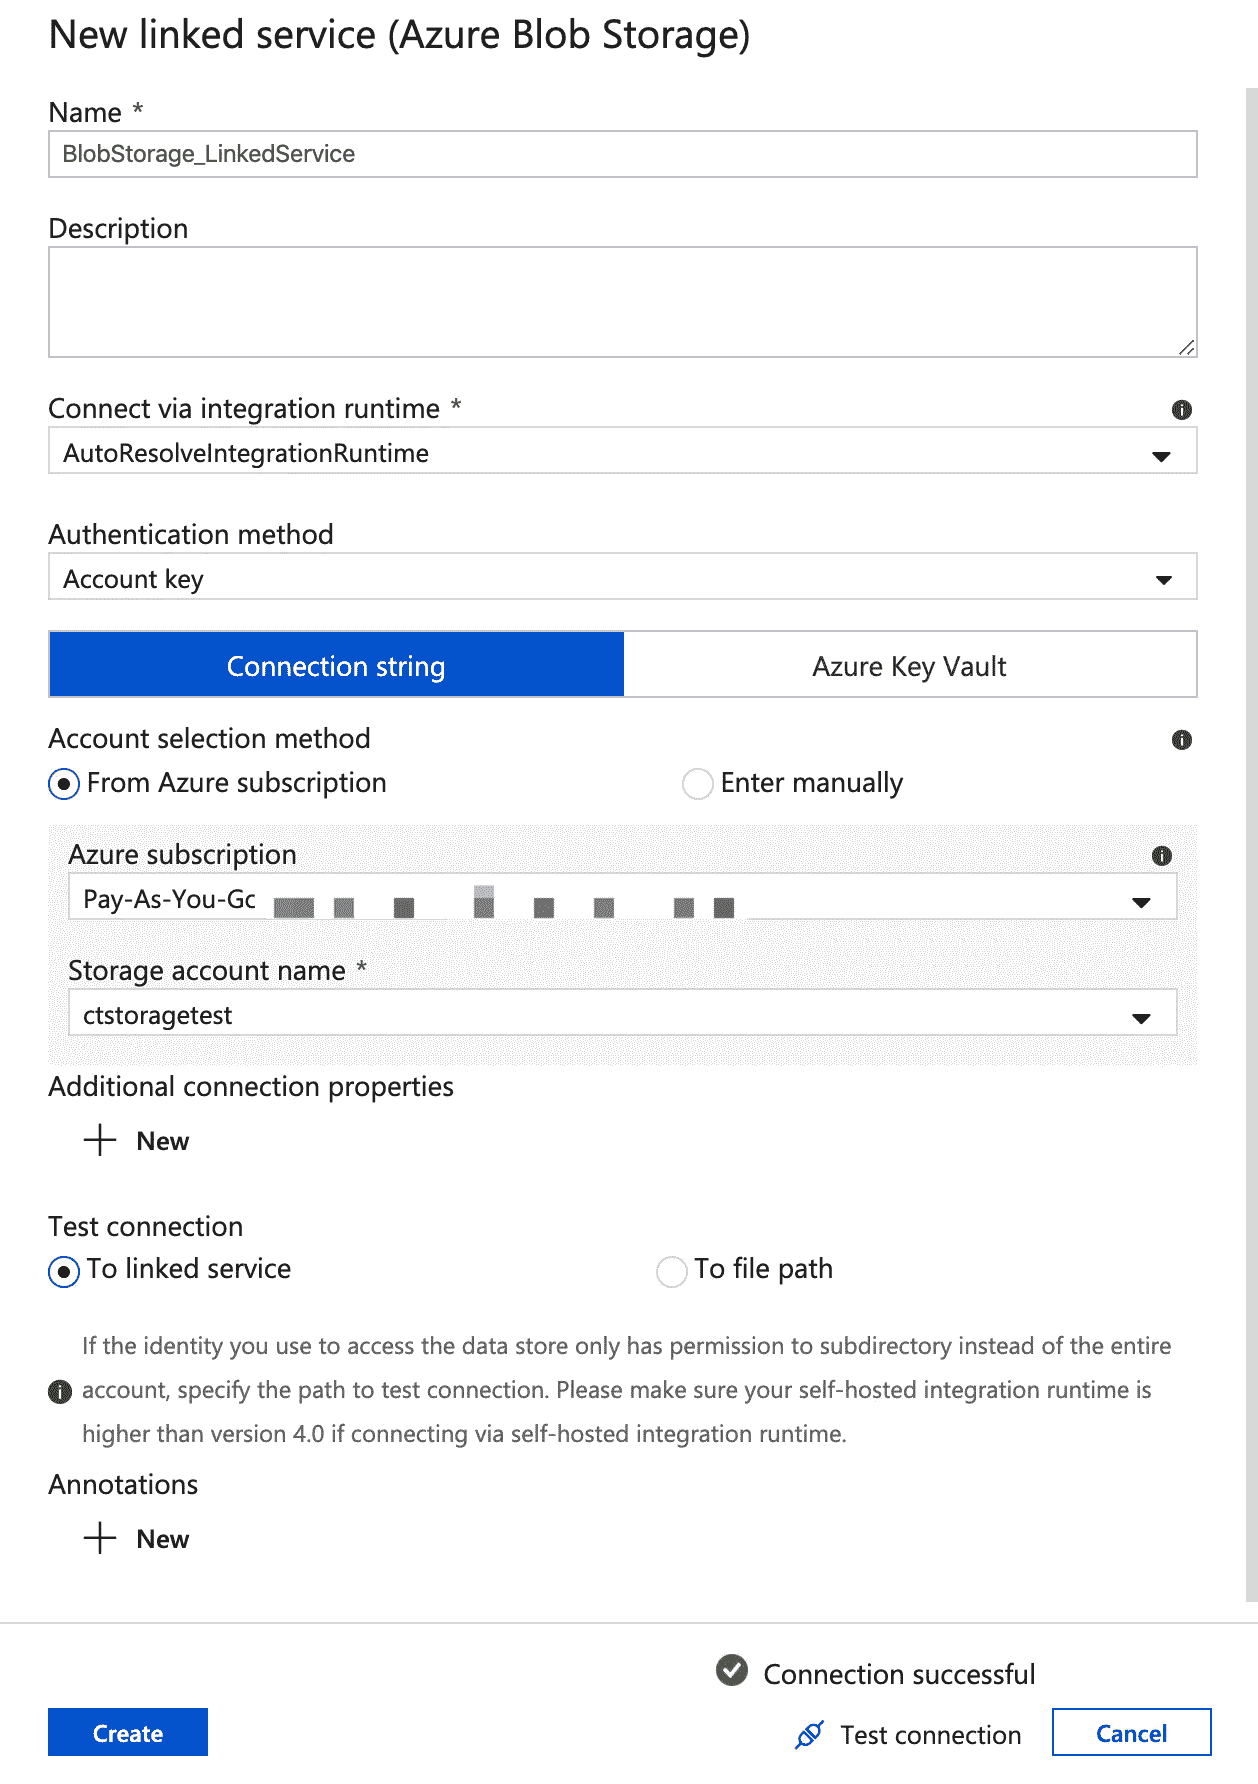 New linked service (Azure Blob Storage)
Name *
BlobStorage_LinkedService
Description
Connect via integration runtime *
AutoResolveIntegrationRuntime
Authentication method
Account key
Connection string
Azure Key Vault
Account selection method
From Azure subscription
Enter manually
Azure subscription
Pay-As-You-Gc
Storage account name *
ctstoragetest
Additional connection properties
New
Test connection
To linked service
To file path
If the identity you use to access the data store only has permission to subdirectory instead of the entire
account, specify the path to test connection. Please make sure your self-hosted integration runtime is
higher than version 4.0 if connecting via self-hosted integration runtime.
Annotations
New
Connection successful
Create
Test connection
Cancel